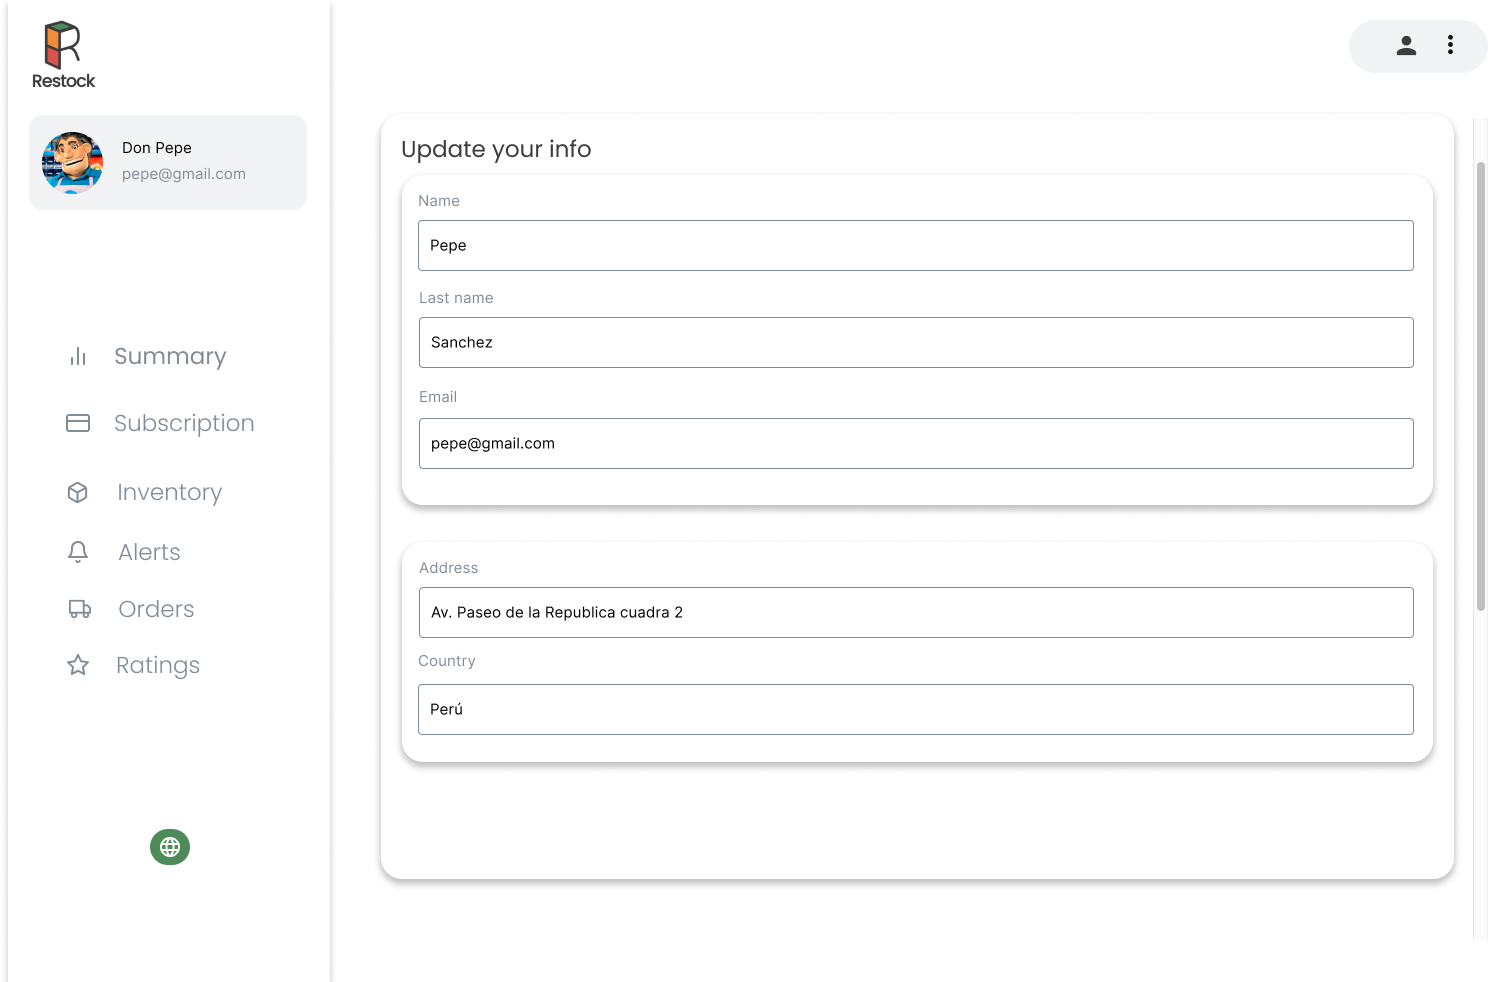 Restock
Don Pepe
pepe@gmail.com
Summary
Subscription
Inventory
Alerts
Orders
Ratings
Update your info
Name
Pepe
Last name
Sanchez
Email
pepe@gmail.com
Address
Av. Paseo de la Republica cuadra 2
Country
Perú